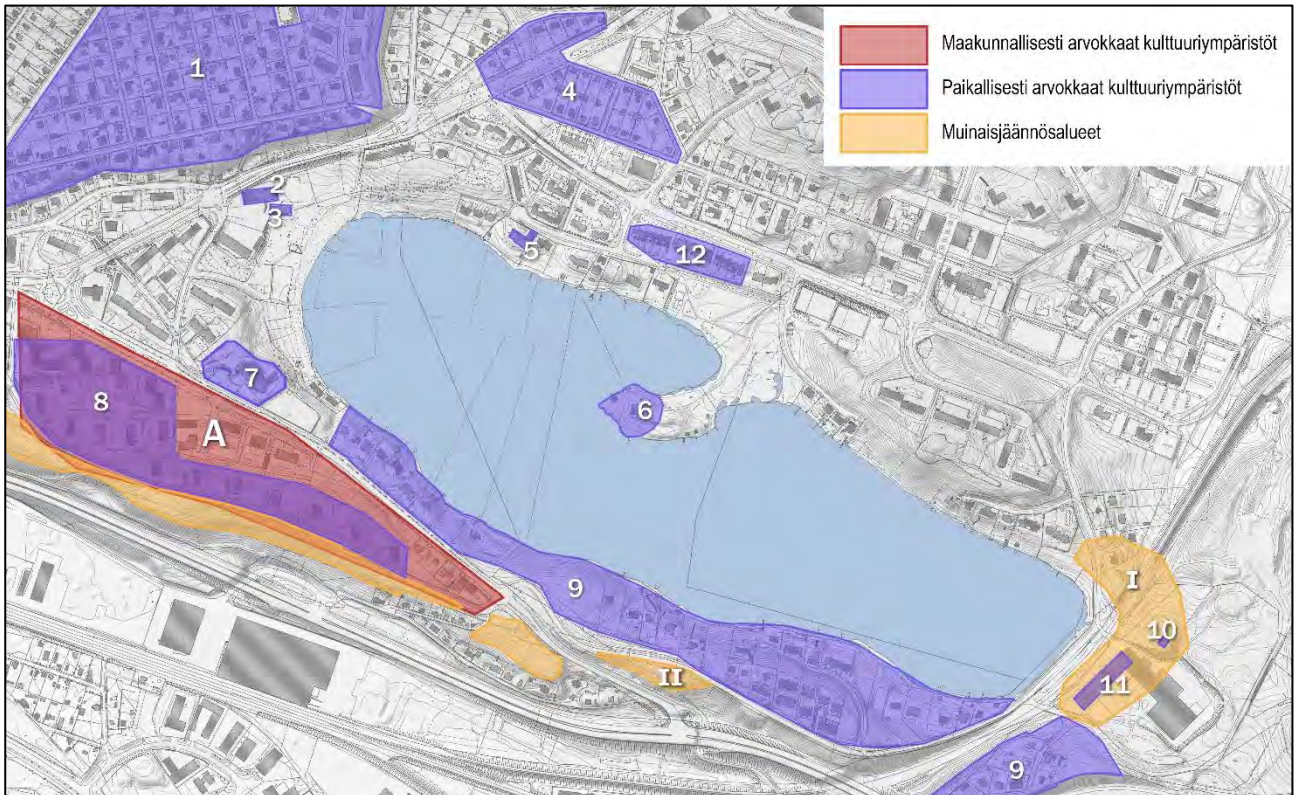 Maakunnallisesti arvokkaat kulttuuriympäristöt
Paikallisesti arvokkaat kulttuuriympäristöt
Muinaisjäännösalueet
1
4
2
3
5
12
7
6
8
A
9
I
10
11
II
9